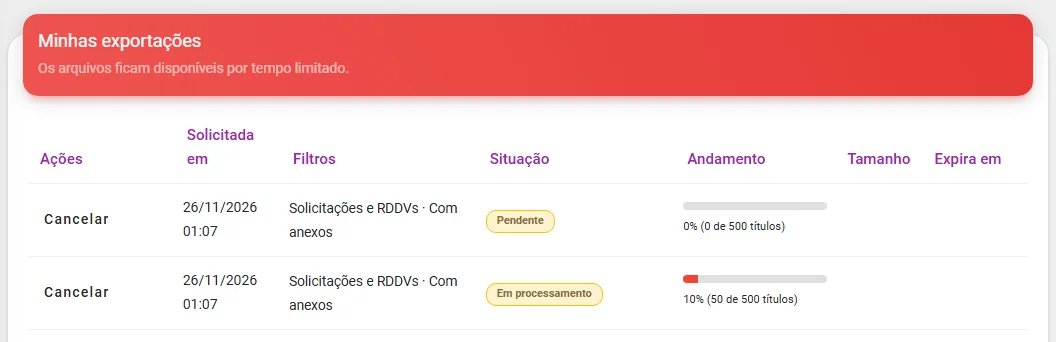 Minhas exportações
Os arquivos ficam disponíveis por tempo limitado.
Ações
Solicitada
em
Filtros
Situação
Andamento
Tamanho
Expira em
Cancelar
26/11/2026
01:07
Solicitações e RDDVs · Com
anexos
Pendente
0% (0 de 500 títulos)
Cancelar
26/11/2026
01:07
Solicitações e RDDVs · Com
anexos
Em processamento
10% (50 de 500 títulos)